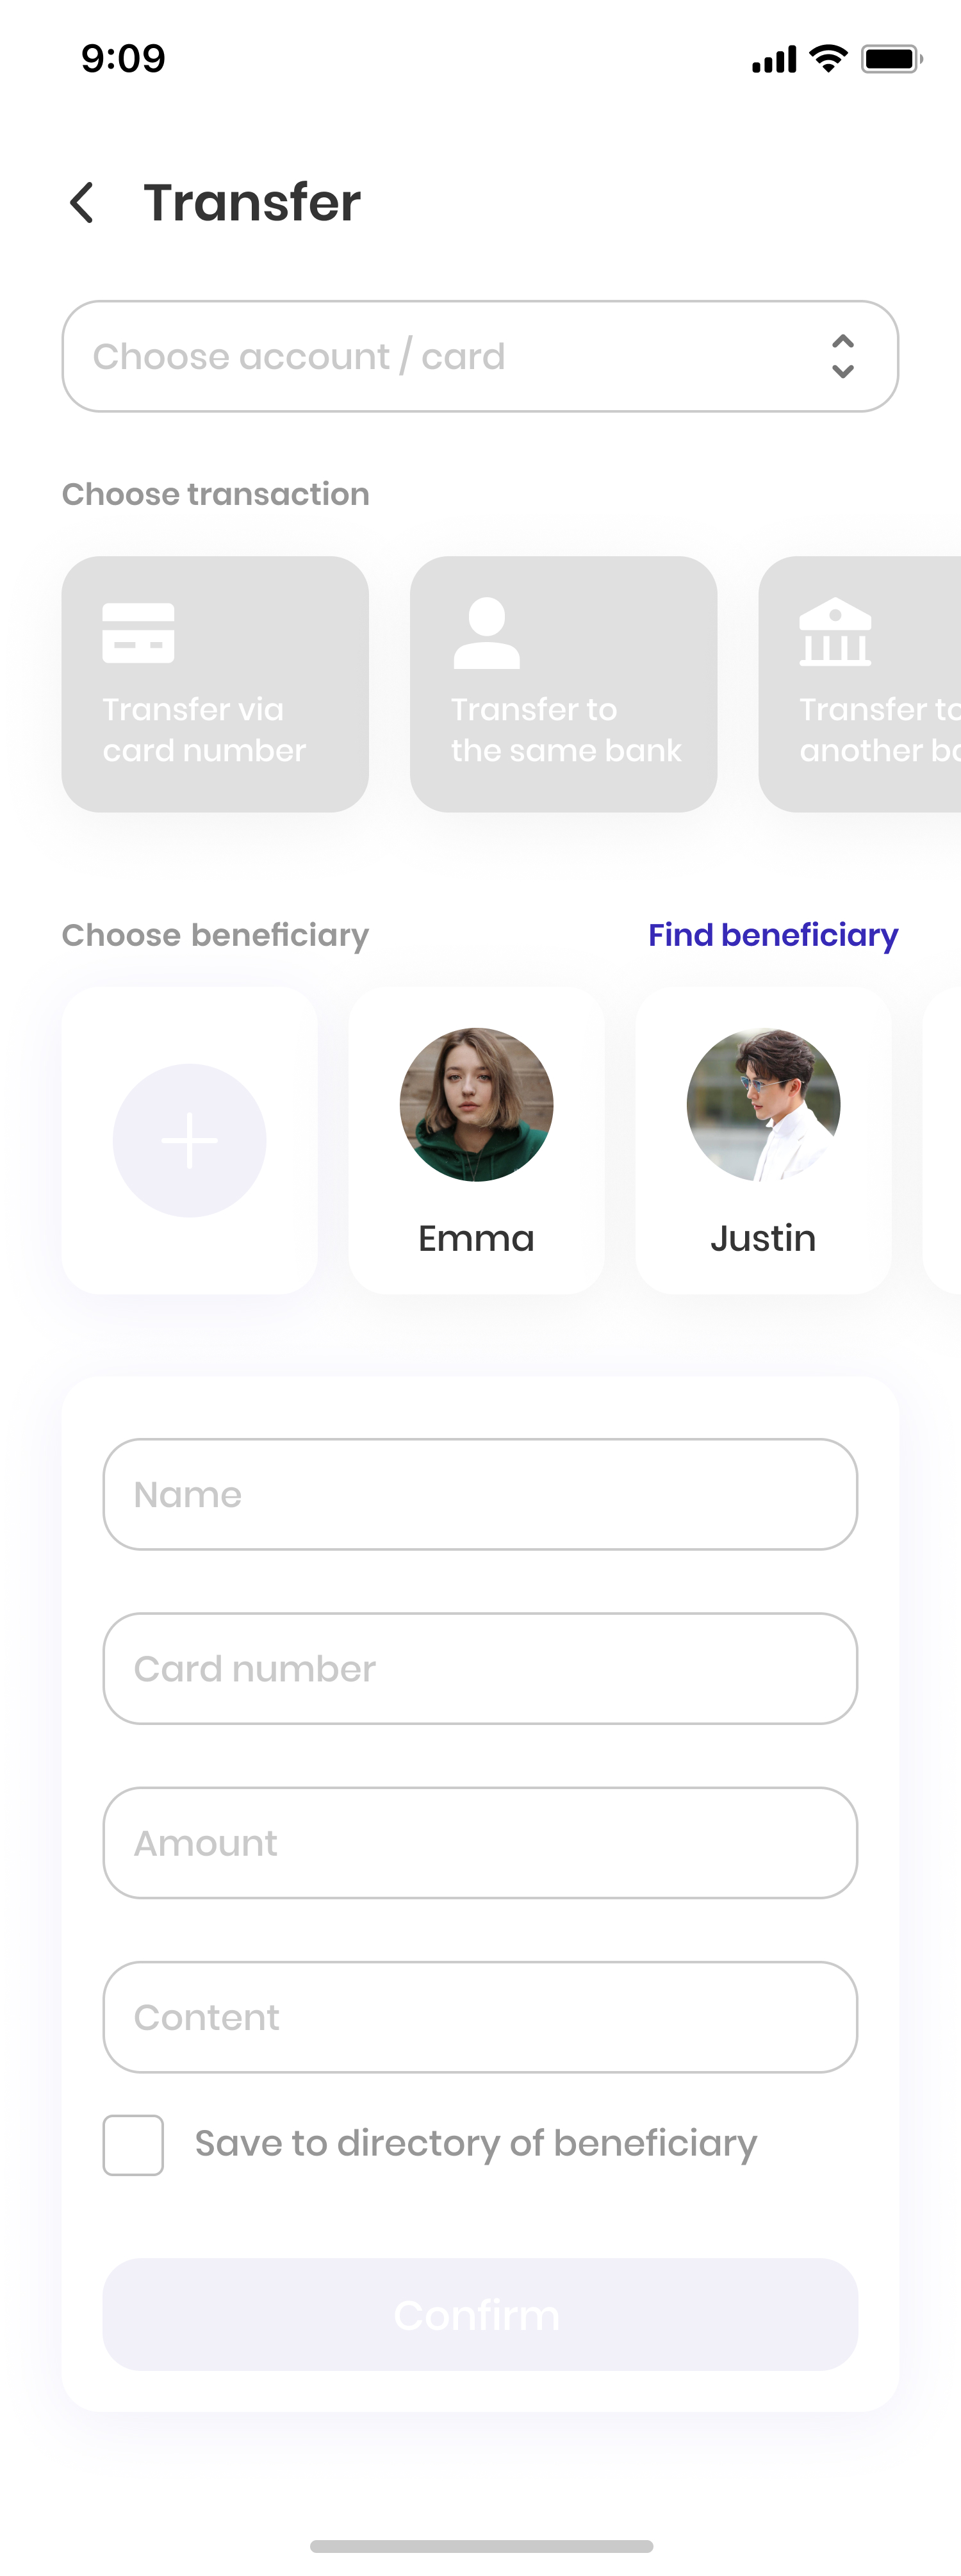 9:09
Transfer
Choose account / card
Choose transaction
Transfer via
card number
Transfer to
the same bank
Transfer to
another
Choose beneficiary
Find beneficiary
Emma
Justin
Name
Card number
Amount
Content
Save to directory of beneficiary
Confirm